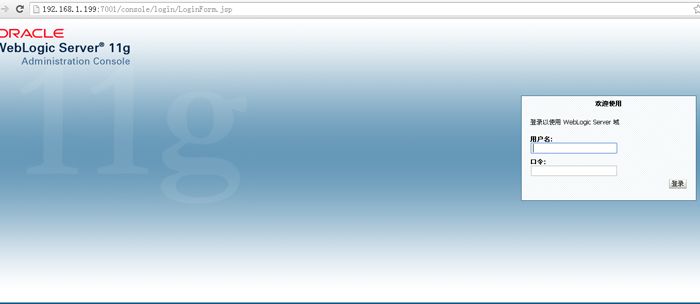 192.168.1.199:7001/console/login/LoginForm.jsp
ORACLE
WebLogic Server® 11g
Administration Console
11g
欢迎使用
登录以使用 WebLogic Server 域
用户名:
口令:
登录